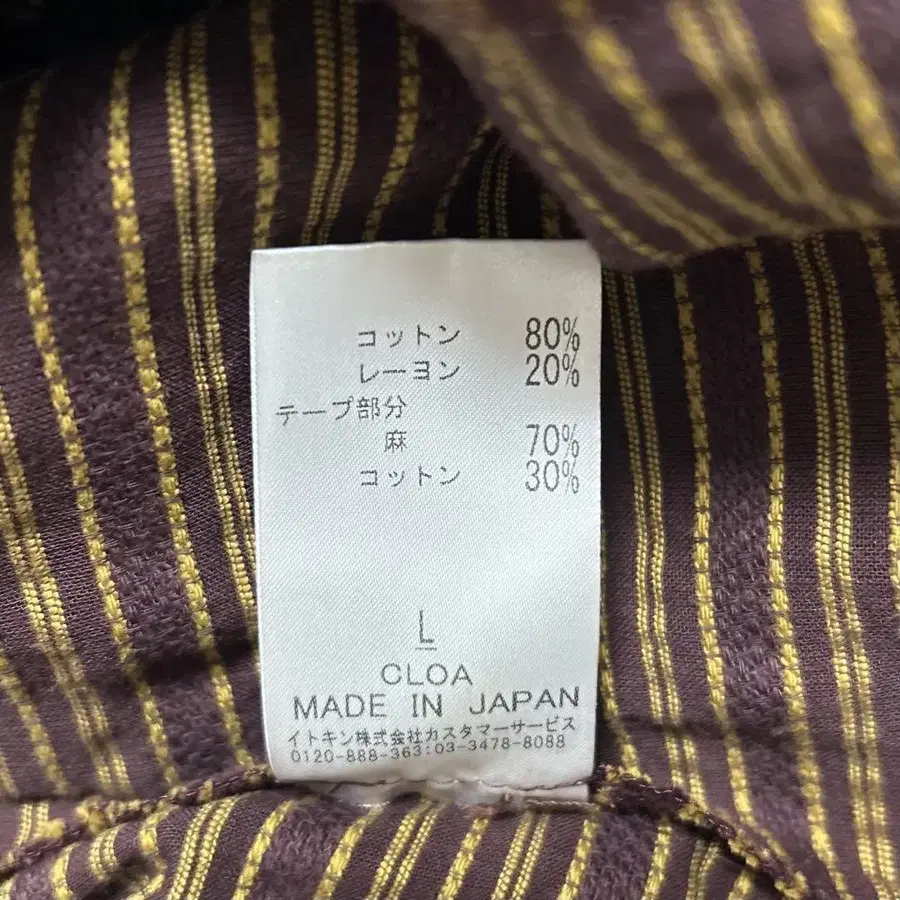 コットン 80%
レーヨン 20%
テープ部分
麻 70%
コットン 30%
L
CLOA
MADE IN JAPAN
イトキン株式会社カスタマーサービス
0120-888-363:03-3478-8088